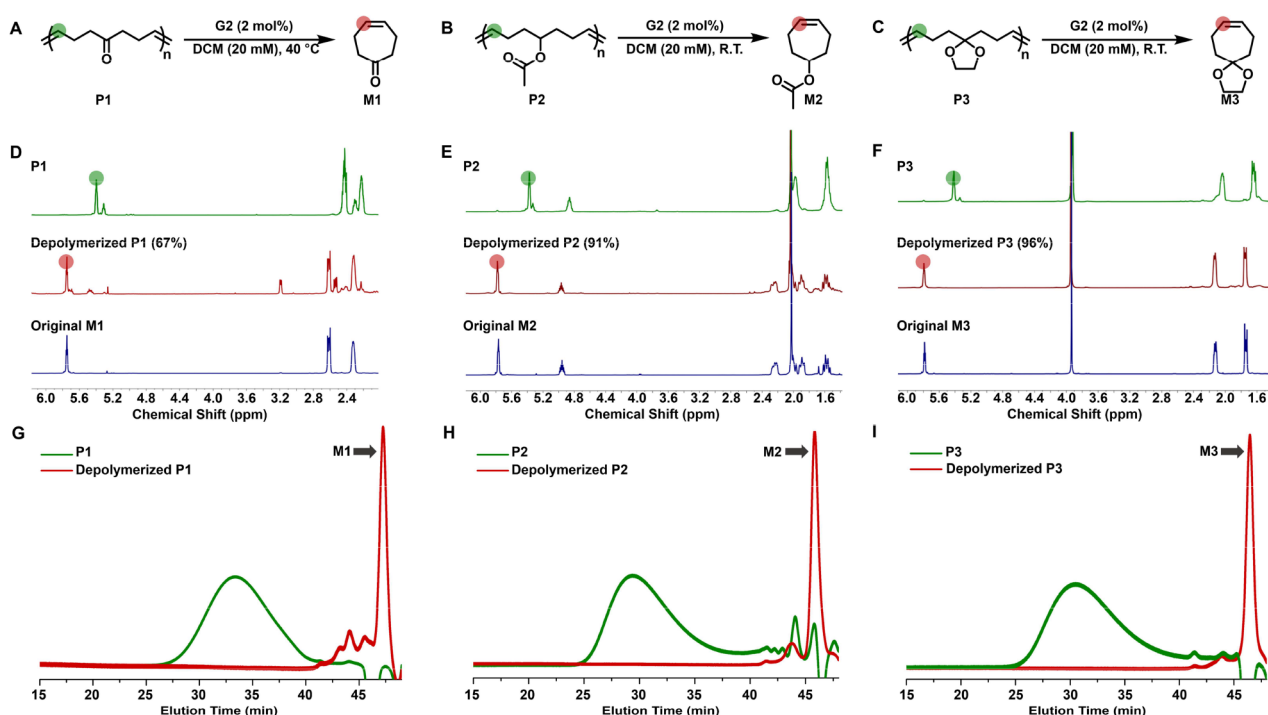 A
n
O
P1
G2 (2 mol%)
DCM (20 mM), 40 °C
O
M1
B
n
O
O
P2
G2 (2 mol%)
DCM (20 mM), R.T.
O
O
M2
C
n
O
O
P3
G2 (2 mol%)
DCM (20 mM), R.T.
O
O
M3
D
P1
Depolymerized P1 (67%)
Original M1
6.0 5.6 5.2 4.8 4.4 4.0 3.6 3.2 2.8 2.4
Chemical Shift (ppm)
E
P2
Depolymerized P2 (91%)
Original M2
6.0 5.6 5.2 4.8 4.4 4.0 3.6 3.2 2.8 2.4 2.0 1.6
Chemical Shift (ppm)
F
P3
Depolymerized P3 (96%)
Original M3
6.0 5.6 5.2 4.8 4.4 4.0 3.6 3.2 2.8 2.4 2.0 1.6
Chemical Shift (ppm)
G
P1
Depolymerized P1
M1
15 20 25 30 35 40 45
Elution Time (min)
H
P2
Depolymerized P2
M2
15 20 25 30 35 40 45
Elution Time (min)
I
P3
Depolymerized P3
M3
15 20 25 30 35 40 45
Elution Time (min)